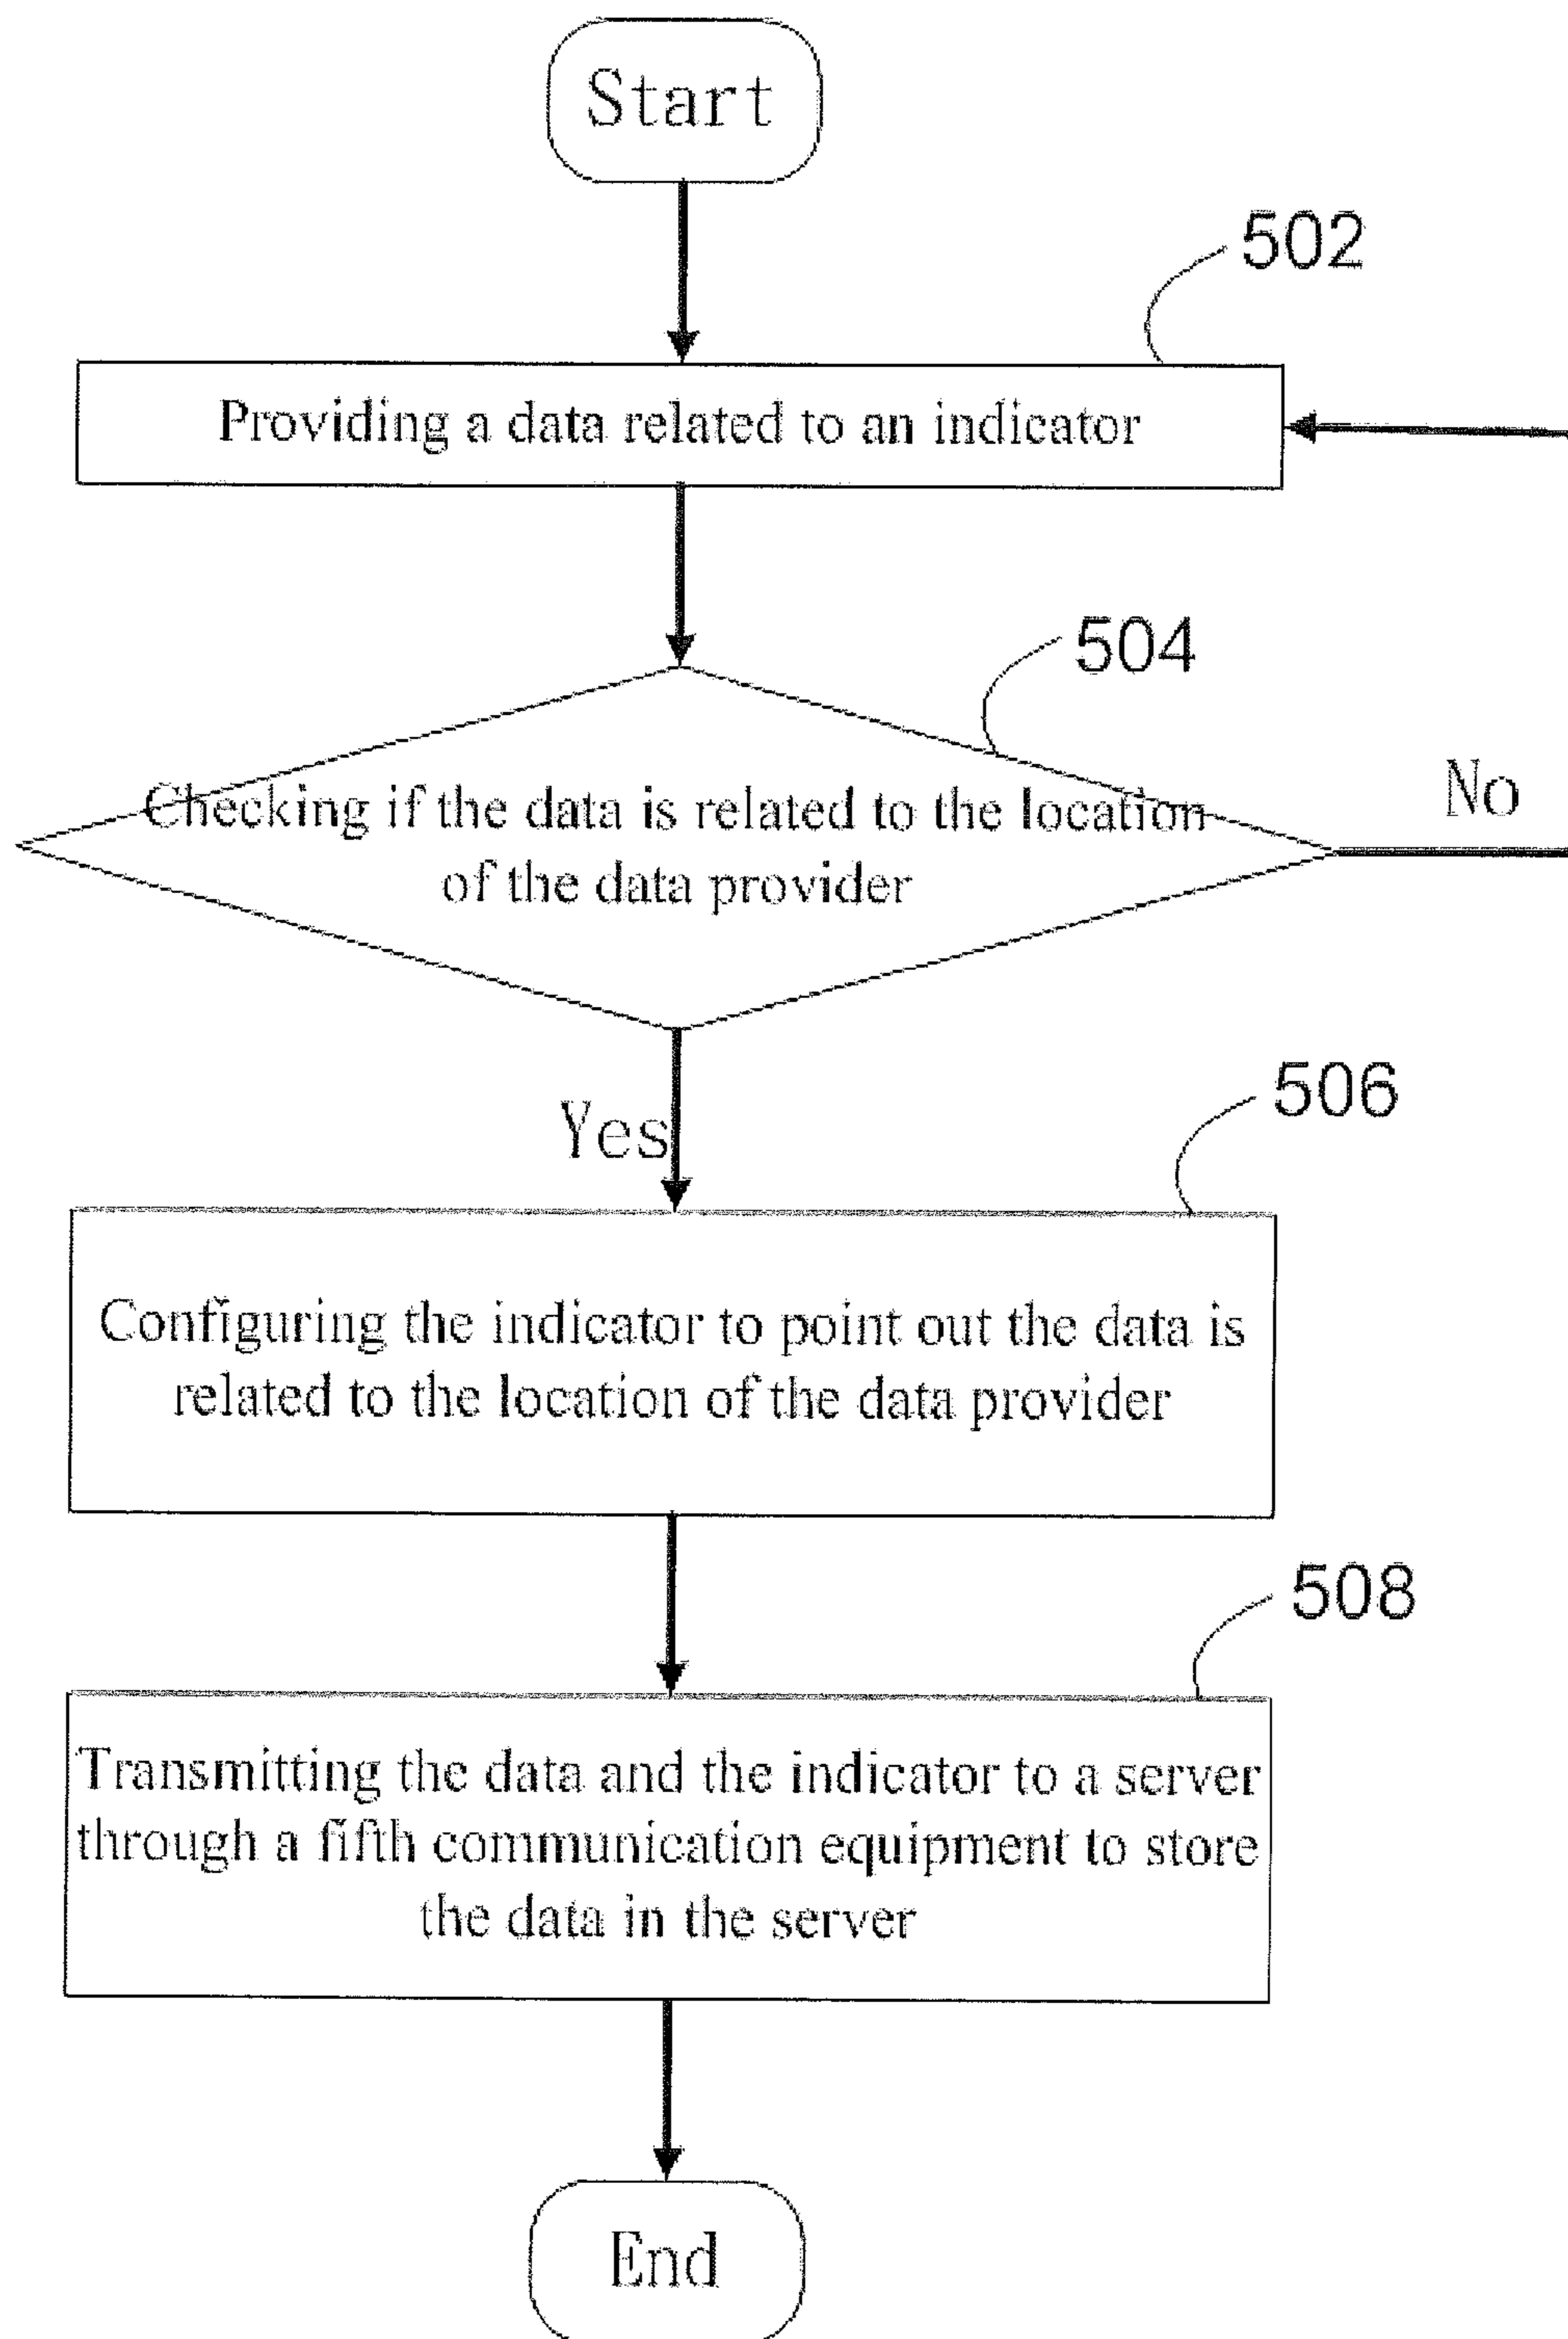 Start
502
Providing a data related to an indicator
504
Checking if the data is related to the location
of the data provider
No
Yes
506
Configuring the indicator to point out the data is
related to the location of the data provider
508
Transmitting the data and the indicator to a server
through a fifth communication equipment to store
the data in the server
End